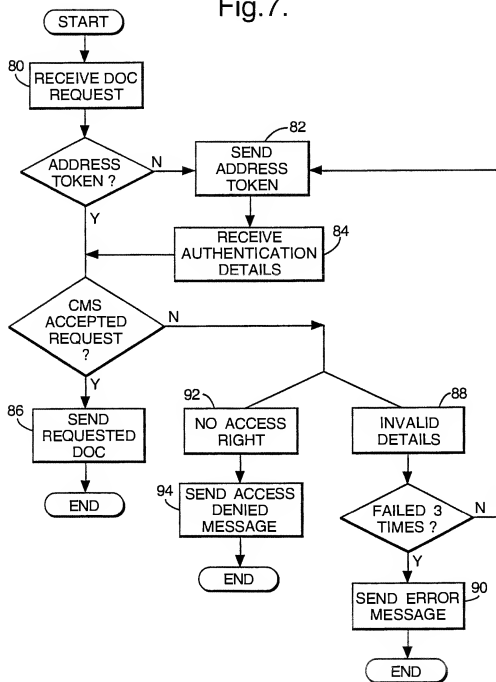 Fig.7.
START
80
RECEIVE DOC
REQUEST
82
ADDRESS
TOKEN ?
N
SEND
ADDRESS
TOKEN
Y
84
RECEIVE
AUTHENTICATION
DETAILS
CMS
ACCEPTED
REQUEST
?
N
Y
86
SEND
REQUESTED
DOC
END
92
NO ACCESS
RIGHT
94
SEND ACCESS
DENIED
MESSAGE
END
88
INVALID
DETAILS
FAILED 3
TIMES ?
N
Y
90
SEND ERROR
MESSAGE
END